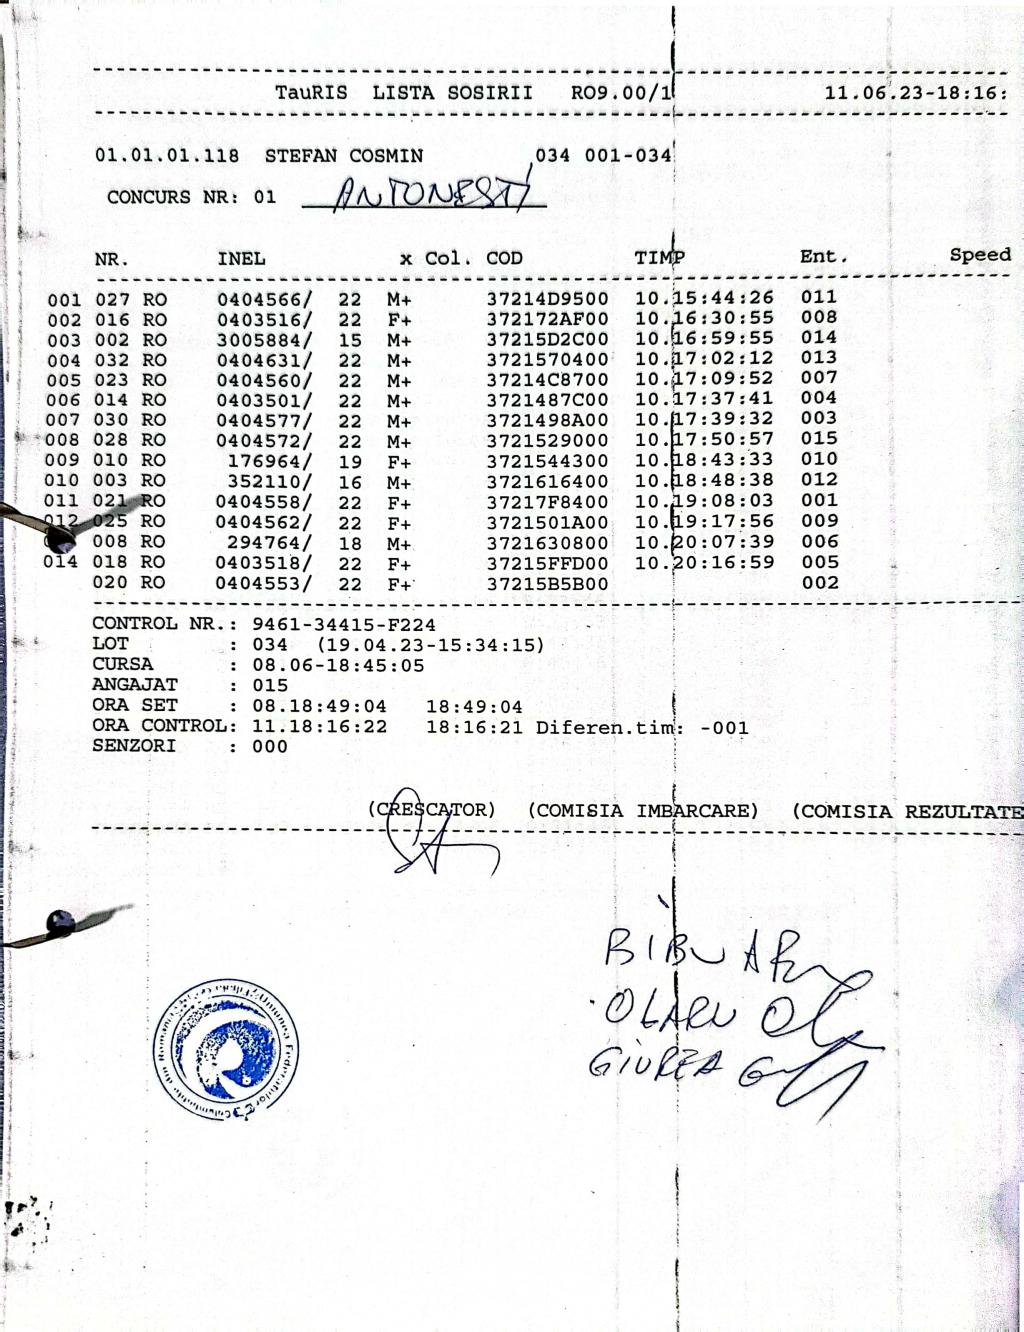 TauRIS LISTA SOSIRII RO9.00/1 11.06.23-18:16:
01.01.01.118 STEFAN COSMIN 034 001-034
CONCURS NR: 01 ANTONESTI
NR. INEL x Col. COD TIMP Ent. Speed
001 027 RO 0404566/ 22 M+ 37214D9500 10.15:44:26 011
002 016 RO 0403516/ 22 F+ 372172AF00 10.16:30:55 008
003 002 RO 3005884/ 15 M+ 37215D2C00 10.16:59:55 014
004 032 RO 0404631/ 22 M+ 3721570400 10.17:02:12 013
005 023 RO 0404560/ 22 M+ 37214C8700 10.17:09:52 007
006 014 RO 0403501/ 22 M+ 3721487C00 10.17:37:41 004
007 030 RO 0404577/ 22 M+ 3721498A00 10.17:39:32 003
008 028 RO 0404572/ 22 M+ 3721529000 10.17:50:57 015
009 010 RO 176964/ 19 F+ 3721544300 10.18:43:33 010
010 003 RO 352110/ 16 M+ 3721616400 10.18:48:38 012
011 021 RO 0404558/ 22 F+ 37217F8400 10.19:08:03 001
012 025 RO 0404562/ 22 F+ 3721501A00 10.19:17:56 009
008 RO 294764/ 18 M+ 3721630800 10.20:07:39 006
014 018 RO 0403518/ 22 F+ 37215FFD00 10.20:16:59 005
020 RO 0404553/ 22 F+ 37215B5B00 002
CONTROL NR.: 9461-34415-F224
LOT : 034 (19.04.23-15:34:15)
CURSA : 08.06-18:45:05
ANGAJAT : 015
ORA SET : 08.18:49:04 18:49:04
ORA CONTROL: 11.18:16:22 18:16:21 Diferen.tim: -001
SENZORI : 000
(CRESCATOR) (COMISIA IMBARCARE) (COMISIA REZULTATE
BIBU
OLARU
GIUREA